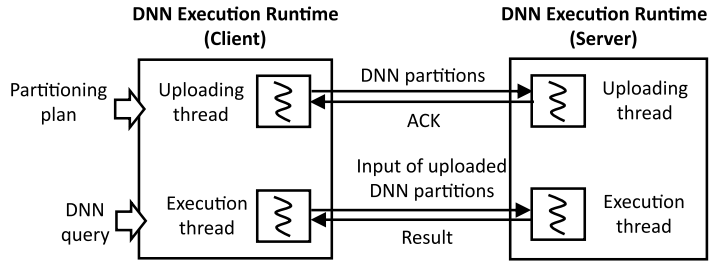 DNN Execution Runtime
(Client)
DNN Execution Runtime
(Server)
Partitioning
plan
Uploading
thread
DNN partitions
ACK
Uploading
thread
DNN
query
Execution
thread
Input of uploaded
DNN partitions
Result
Execution
thread